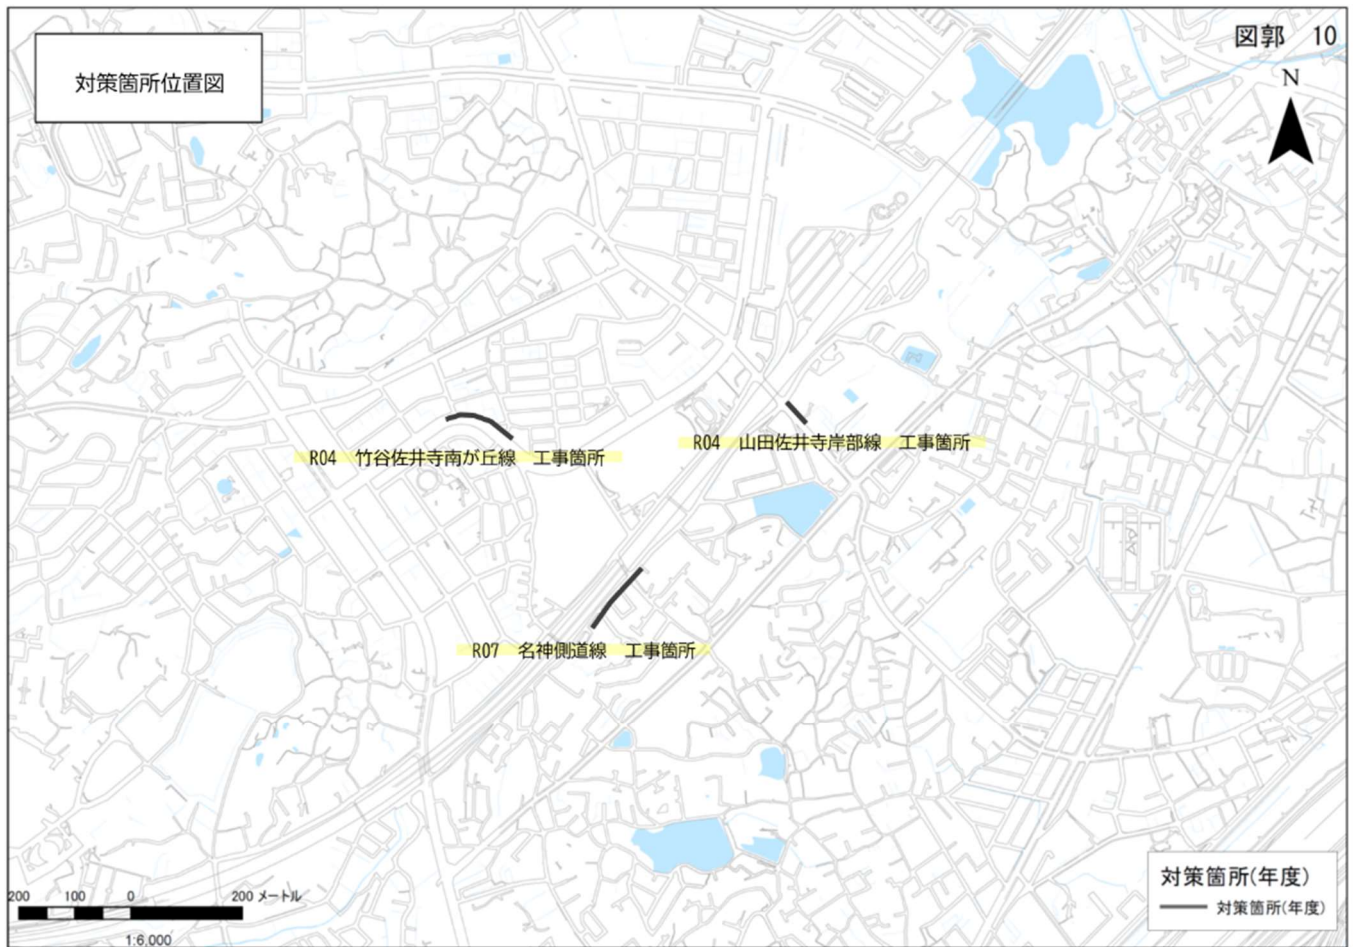 図郭 10
対策箇所位置図
N
R04 竹谷佐井寺南が丘線 工事箇所
R04 山田佐井寺岸部線 工事箇所
R07 名神側道線 工事箇所
対策箇所(年度)
対策箇所(年度)
200 100 0 200 メートル
1:6,000